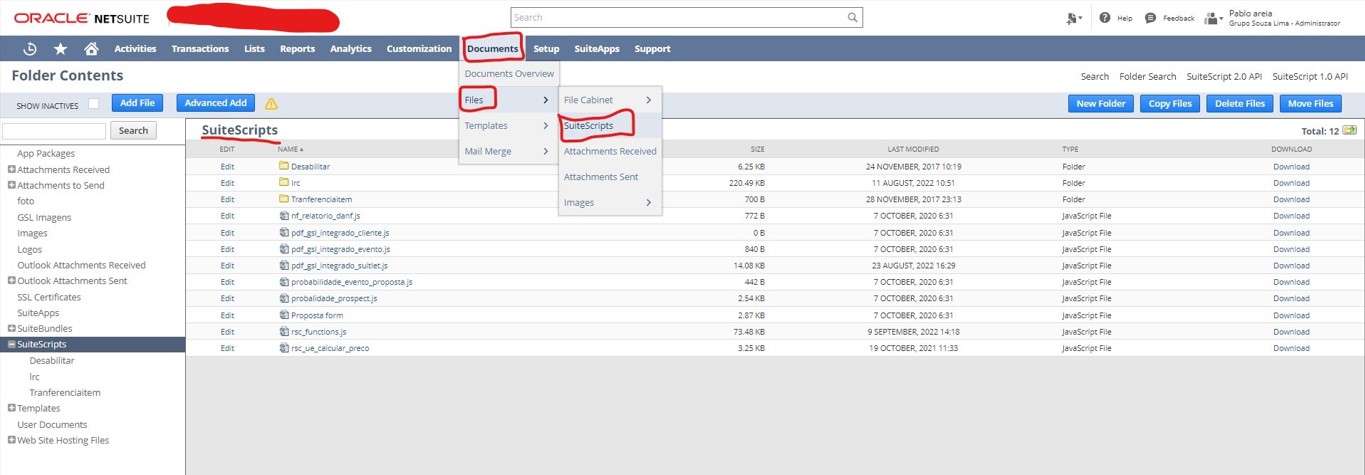 ORACLE NETSUITE
Search
Help
Feedback
Pablo areia
Grupo Souza Lima - Administrator
Activities Transactions Lists Reports Analytics Customization Documents Setup SuiteApps Support
Folder Contents
Search Folder Search SuiteScript 2.0 API SuiteScript 1.0 API
Documents Overview
Files
Templates
Mail Merge
File Cabinet
SuiteScripts
Attachments Received
Attachments Sent
Images
SHOW INACTIVES Add File Advanced Add New Folder Copy Files Delete Files Move Files
Search
App Packages
Attachments Received
Attachments to Send
foto
GSL Imagens
Images
Logos
Outlook Attachments Received
Outlook Attachments Sent
SSL Certificates
SuiteApps
SuiteBundles
SuiteScripts
Desabilitar
lrc
Tranferenciaitem
Templates
User Documents
Web Site Hosting Files
SuiteScripts Total: 12
EDIT NAME SIZE LAST MODIFIED TYPE DOWNLOAD
Edit Desabilitar 6.25 KB 24 NOVEMBER, 2017 10:19 Folder Download
Edit lrc 220.49 KB 11 AUGUST, 2022 10:51 Folder Download
Edit Tranferenciaitem 700 B 28 NOVEMBER, 2017 23:13 Folder Download
Edit nf_relatorio_danf.js 772 B 7 OCTOBER, 2020 6:31 JavaScript File Download
Edit pdf_gsl_integrado_cliente.js 0 B 7 OCTOBER, 2020 6:31 JavaScript File Download
Edit pdf_gsl_integrado_evento.js 840 B 7 OCTOBER, 2020 6:31 JavaScript File Download
Edit pdf_gsl_integrado_suitlet.js 14.08 KB 23 AUGUST, 2022 16:29 JavaScript File Download
Edit probabilidade_evento_proposta.js 442 B 7 OCTOBER, 2020 6:31 JavaScript File Download
Edit probalidade_prospect.js 2.54 KB 7 OCTOBER, 2020 6:31 JavaScript File Download
Edit Proposta form 2.87 KB 7 OCTOBER, 2020 6:31 JavaScript File Download
Edit rsc_functions.js 73.48 KB 9 SEPTEMBER, 2022 14:18 JavaScript File Download
Edit rsc_ue_calcular_preco 3.25 KB 19 OCTOBER, 2021 11:33 JavaScript File Download